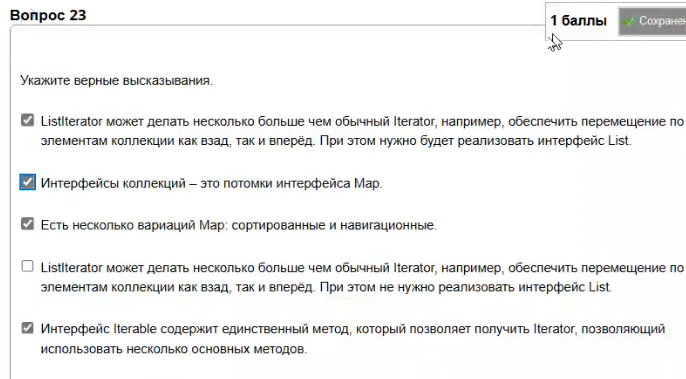 Вопрос 23
1 баллы
Сохранен
Укажите верные высказывания.
ListIterator может делать несколько больше чем обычный Iterator, например, обеспечить перемещение по
элементам коллекции как взад, так и вперёд. При этом нужно будет реализовать интерфейс List.
Интерфейсы коллекций – это потомки интерфейса Map.
Есть несколько вариаций Map: сортированные и навигационные.
ListIterator может делать несколько больше чем обычный Iterator, например, обеспечить перемещение по
элементам коллекции как взад, так и вперёд. При этом не нужно реализовать интерфейс List.
Интерфейс Iterable содержит единственный метод, который позволяет получить Iterator, позволяющий
использовать несколько основных методов.